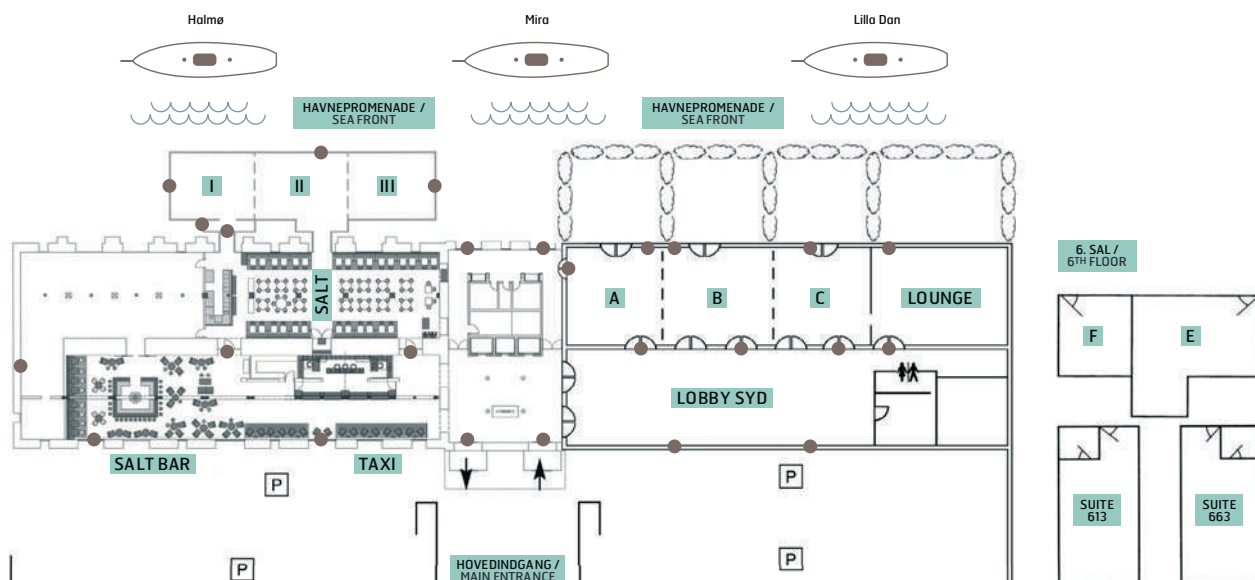 Halmø
Mira
Lilla Dan
HAVNEPROMENADE /
SEA FRONT
HAVNEPROMENADE /
SEA FRONT
I
II
III
SALT
A
B
C
LOUNGE
6. SAL /
6TH FLOOR
F
E
LOBBY SYD
SALT BAR
TAXI
P
P
SUITE
613
SUITE
663
P
P
HOVEDINDGANG /
MAIN ENTRANCE